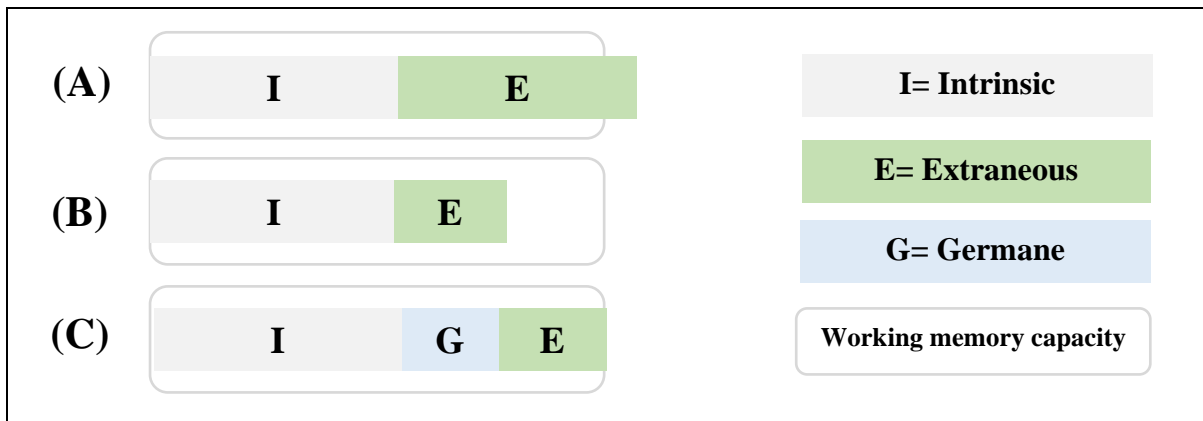 (A) I E
I= Intrinsic
E= Extraneous
(B) I E
G= Germane
(C) I G E
Working memory capacity